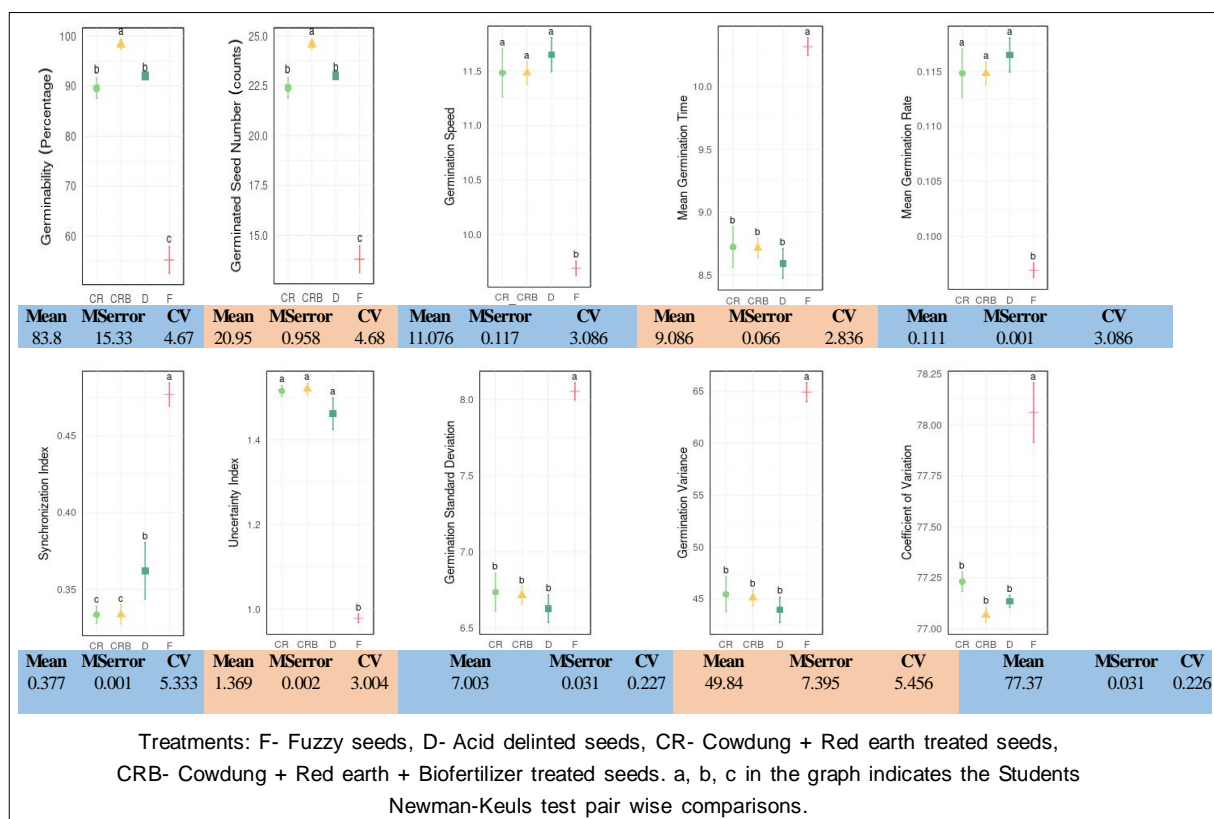 Germinability (Percentage)
100
90
80
70
60
a
b
b
c
CR CRB D F
Germinated Seed Number (counts)
25.0
22.5
20.0
17.5
15.0
a
b
b
c
CR CRB D F
Germination Speed
11.5
11.0
10.5
10.0
a
a
a
b
CR CRB D F
Mean Germination Time
10.0
9.5
9.0
8.5
a
b
b
b
CR CRB D F
Mean Germination Rate
0.115
0.110
0.105
0.100
a
a
a
b
CR CRB D F
Mean MSerror CV Mean MSerror CV Mean MSerror CV Mean MSerror CV Mean MSerror CV
83.8 15.33 4.67 20.95 0.958 4.68 11.076 0.117 3.086 9.086 0.066 2.836 0.111 0.001 3.086
Synchronization Index
0.45
0.40
0.35
a
b
c
c
CR CRB D F
Uncertainty Index
1.4
1.2
1.0
a
a
a
b
CR CRB D F
Germination Standard Deviation
8.0
7.5
7.0
6.5
a
b
b
b
CR CRB D F
Germination Variance
65
60
55
50
45
a
b
b
b
CR CRB D F
Coefficient of Variation
78.25
78.00
77.75
77.50
77.25
77.00
a
b
b
b
CR CRB D F
Mean MSerror CV Mean MSerror CV Mean MSerror CV Mean MSerror CV Mean MSerror CV
0.377 0.001 5.333 1.369 0.002 3.004 7.003 0.031 0.227 49.84 7.395 5.456 77.37 0.031 0.226
Treatments: F- Fuzzy seeds, D- Acid delinted seeds, CR- Cowdung + Red earth treated seeds,
CRB- Cowdung + Red earth + Biofertilizer treated seeds. a, b, c in the graph indicates the Students
Newman-Keuls test pair wise comparisons.